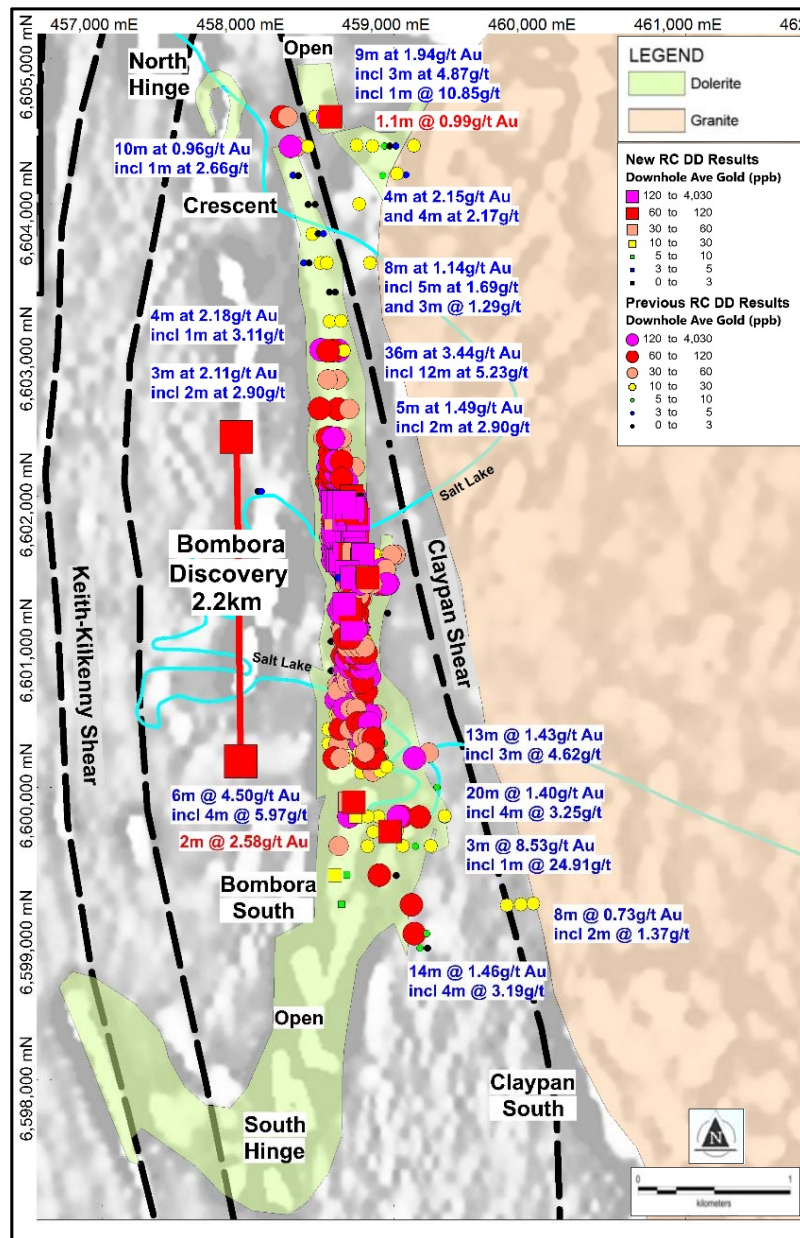 457,000 mE
458,000 mE
459,000 mE
460,000 mE
461,000 mE
462
6,605,000 mN
6,604,000 mN
6,603,000 mN
6,602,000 mN
6,601,000 mN
6,600,000 mN
6,599,000 mN
6,598,000 mN
North
Hinge
Open
9m at 1.94g/t Au
incl 3m at 4.87g/t
incl 1m @ 10.85g/t
1.1m @ 0.99g/t Au
10m at 0.96g/t Au
incl 1m at 2.66g/t
Crescent
4m at 2.15g/t Au
and 4m at 2.17g/t
8m at 1.14g/t Au
incl 5m at 1.69g/t
and 3m @ 1.29g/t
4m at 2.18g/t Au
incl 1m at 3.11g/t
36m at 3.44g/t Au
incl 12m at 5.23g/t
3m at 2.11g/t Au
incl 2m at 2.90g/t
5m at 1.49g/t Au
incl 2m at 2.90g/t
Salt Lake
Bombora
Discovery
2.2km
Keith-Kilkenny Shear
Claypan Shear
Salt Lake
13m @ 1.43g/t Au
incl 3m @ 4.62g/t
6m @ 4.50g/t Au
incl 4m @ 5.97g/t
20m @ 1.40g/t Au
incl 4m @ 3.25g/t
2m @ 2.58g/t Au
3m @ 8.53g/t Au
incl 1m @ 24.91g/t
Bombora
South
8m @ 0.73g/t Au
incl 2m @ 1.37g/t
14m @ 1.46g/t Au
incl 4m @ 3.19g/t
Open
South
Hinge
Claypan
South
LEGEND
Dolerite
Granite
New RC DD Results
Downhole Ave Gold (ppb)
120 to 4,030
60 to 120
30 to 60
10 to 30
5 to 10
3 to 5
0 to 3
Previous RC DD Results
Downhole Ave Gold (ppb)
120 to 4,030
60 to 120
30 to 60
10 to 30
5 to 10
3 to 5
0 to 3
N
0 1
kilometers